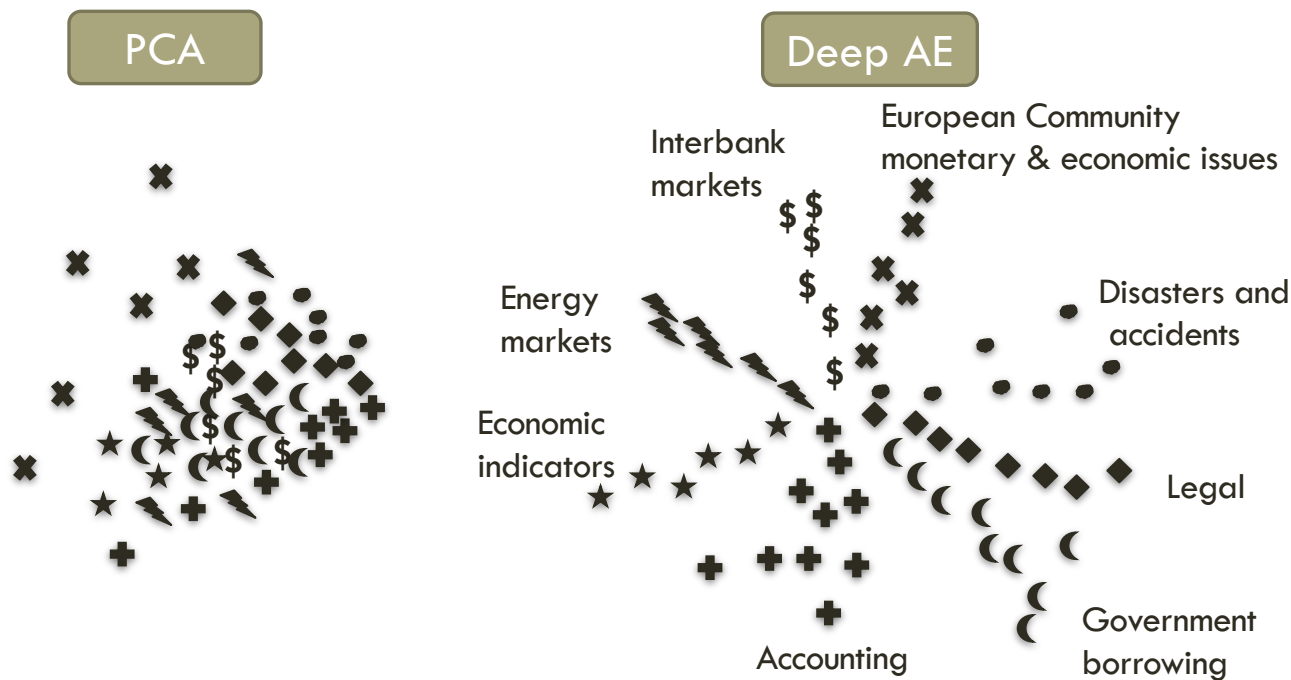 PCA
Deep AE
European Community
monetary & economic issues
Interbank
markets
Energy
markets
Disasters and
accidents
Economic
indicators
Legal
Government
borrowing
Accounting